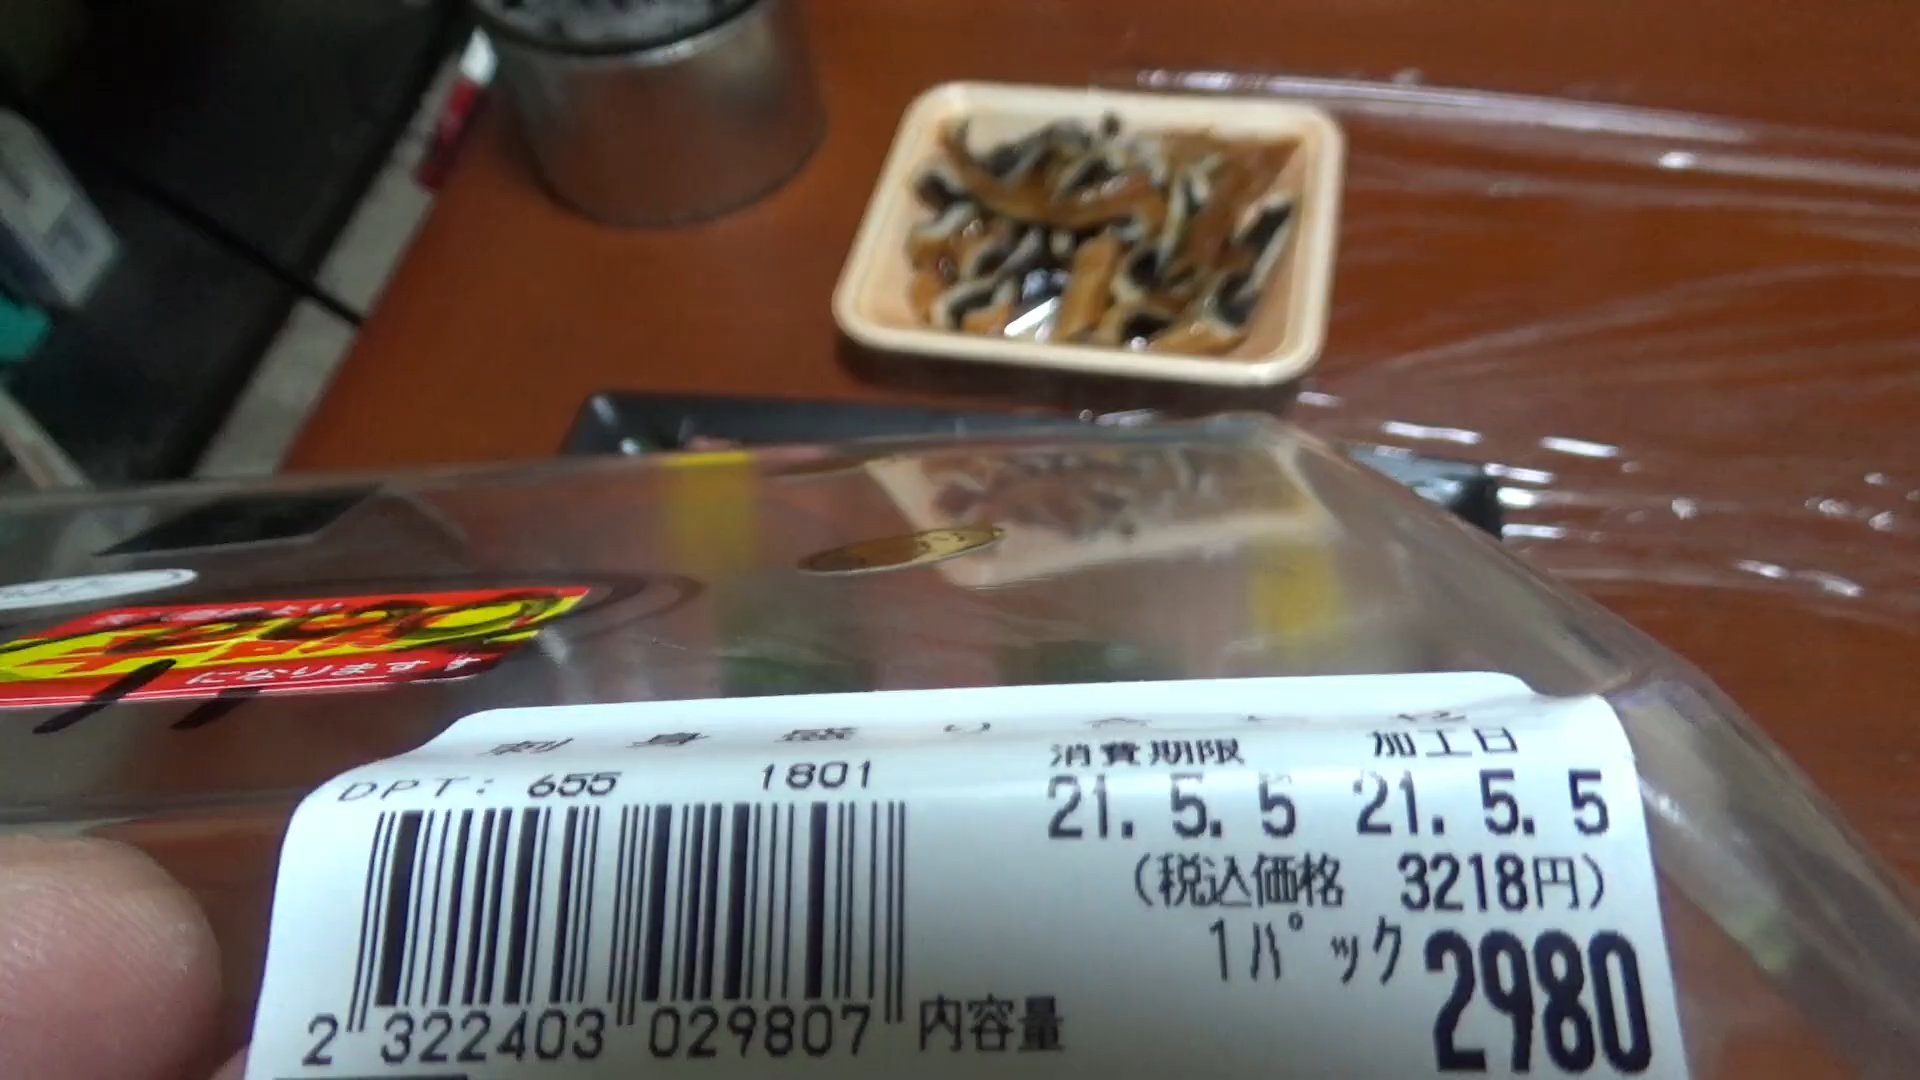 になります
刺身盛り合
DPT: 655 1801
消費期限 加工日
21. 5. 5 21. 5. 5
(税込価格 3218円)
1パック 2980
2 322403 029807
内容量